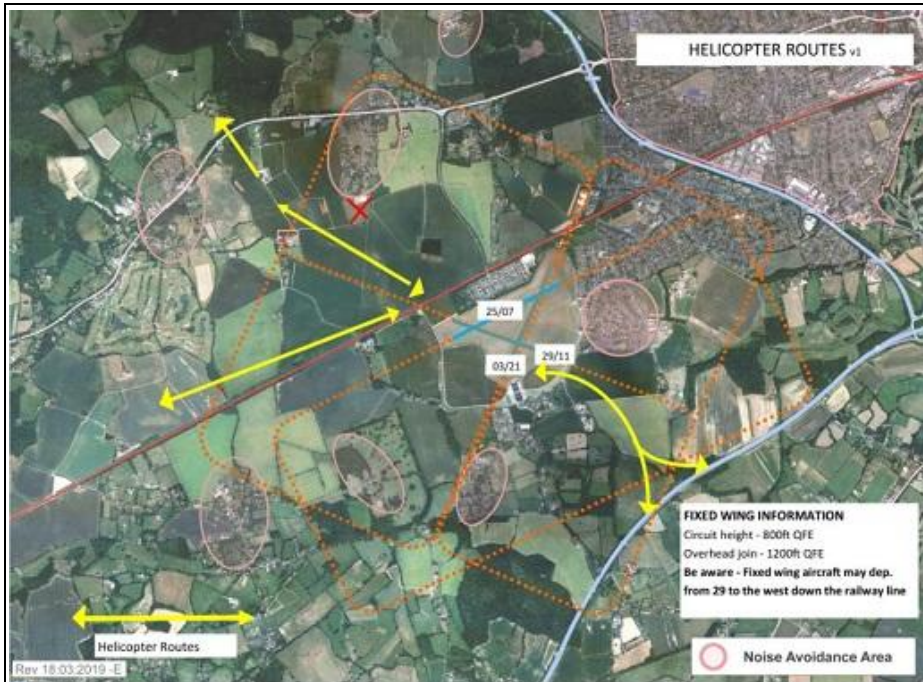 HELICOPTER ROUTES v1
25/07
29/11
03/21
FIXED WING INFORMATION
Circuit height - 800ft QFE
Overhead join - 1200ft QFE
Be aware - Fixed wing aircraft may dep.
from 29 to the west down the railway line
Helicopter Routes
Noise Avoidance Area
Rev 18.03.2019 -E